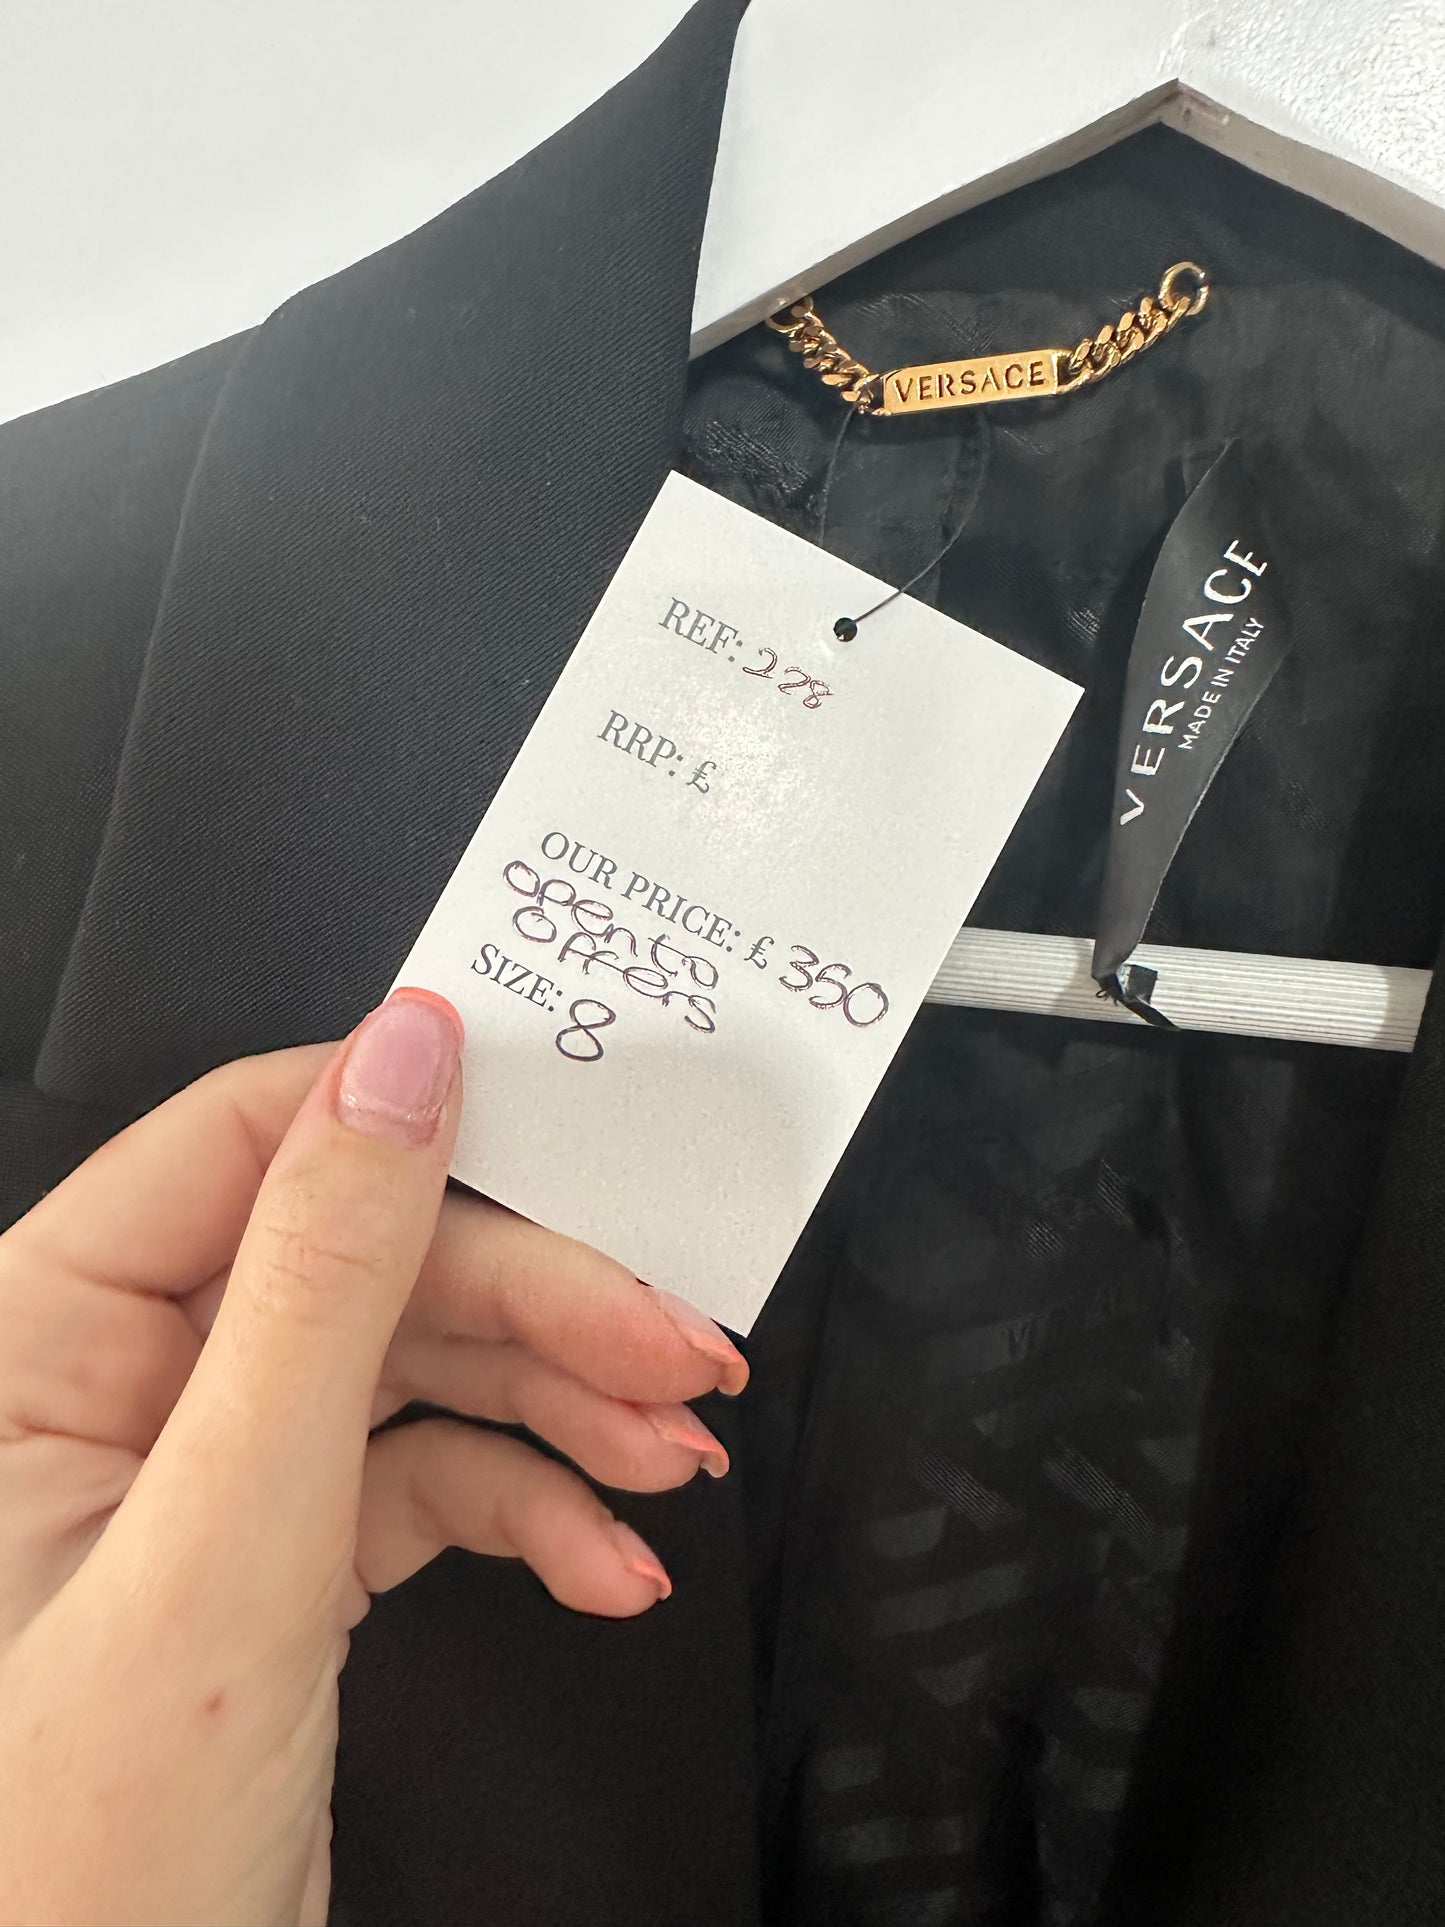 VERSACE
VERSACE
MADE IN ITALY
REF: 228
RRP: £
OUR PRICE: £ 350
open to
offers
SIZE: 8